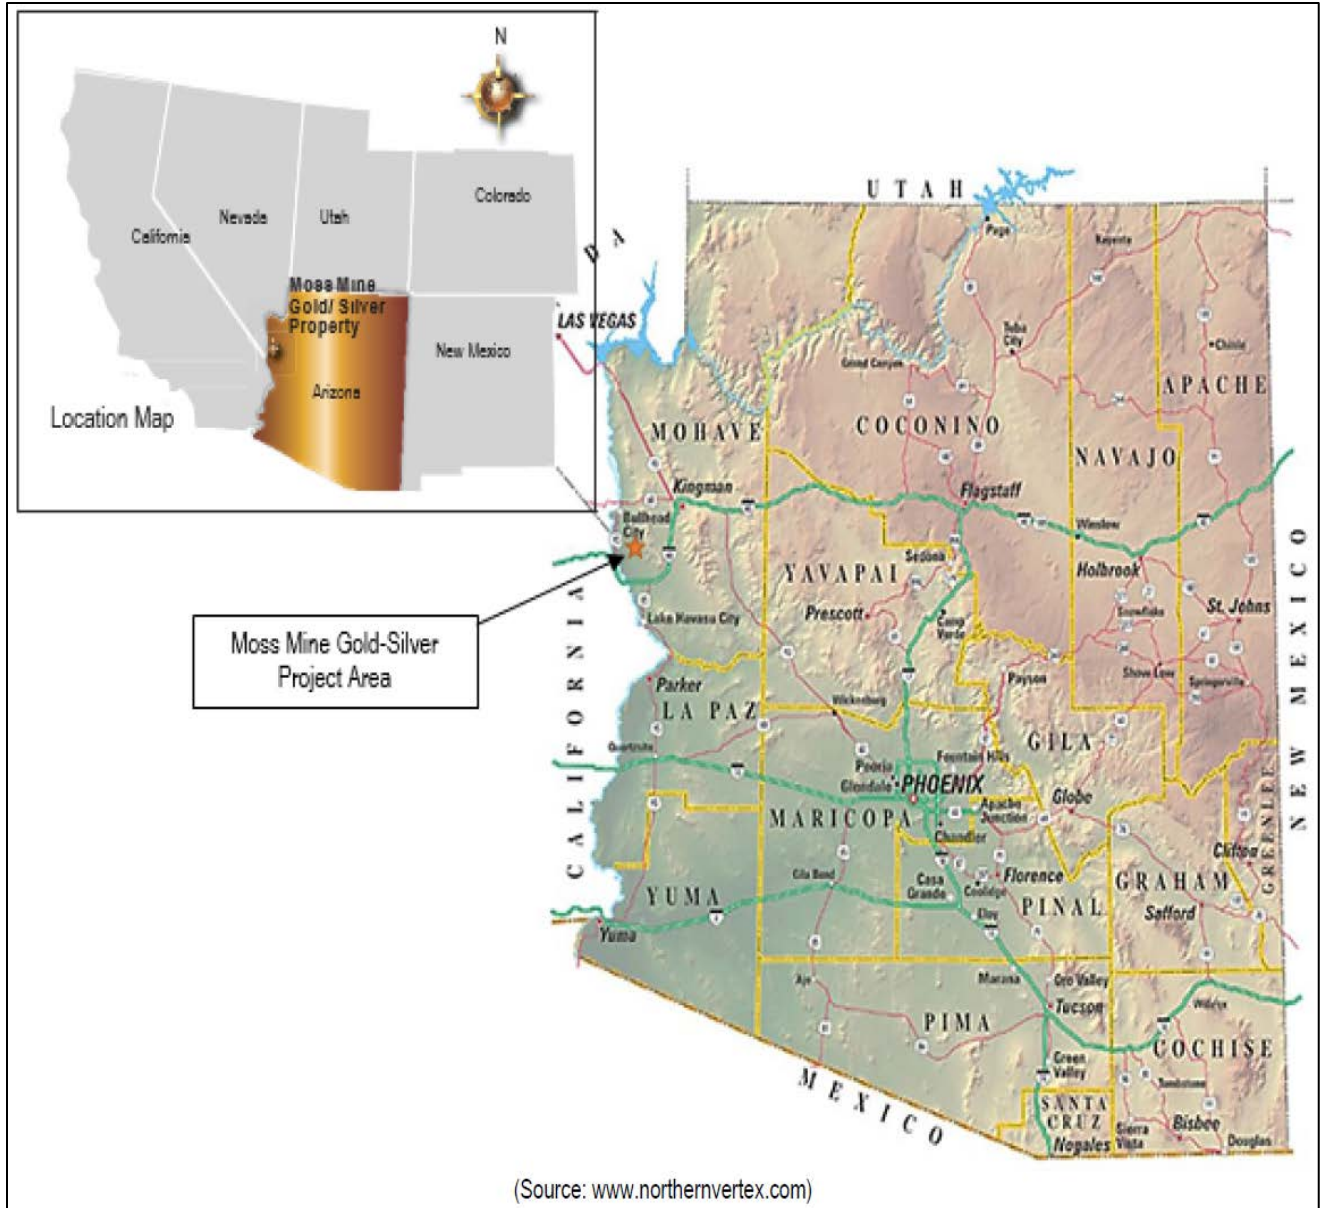 N
Colorado
Nevada
Utah
California
Moss Mine
Gold/ Silver
Property
New Mexico
Arizona
Location Map
UTAH
DA
Page
Kayenta
LAS VEGAS
Tuba
City
Chinle
Grand Canyon
APACHE
MOHAVE
COCONINO
NAVAJO
Kingman
Flagstaff
Bullhead
City
Winslow
Sedona
Holbrook
YAVAPAI
Prescott
Camp
Verde
Snowflake
St. Johns
Lake Havasu City
Moss Mine Gold-Silver
Project Area
CALIFORNIA
NEW MEXICO
Payson
Show Low
Springerville
Parker
LA PAZ
Wickenburg
GILA
Quartzsite
Fountain Hills
Peoria
Glendale
PHOENIX
Apache
Junction
Globe
MARICOPA
Chandler
Clifton
GREENLEE
Gila Bend
Casa
Grande
Florence
Coolidge
GRAHAM
YUMA
PINAL
Safford
Eloy
Yuma
Marana
Oro Valley
Ajo
Tucson
Willcox
PIMA
COCHISE
Green
Valley
Tombstone
MEXICO
SANTA
CRUZ
Nogales
Sierra
Vista
Bisbee
Douglas
(Source: www.northernvertex.com)